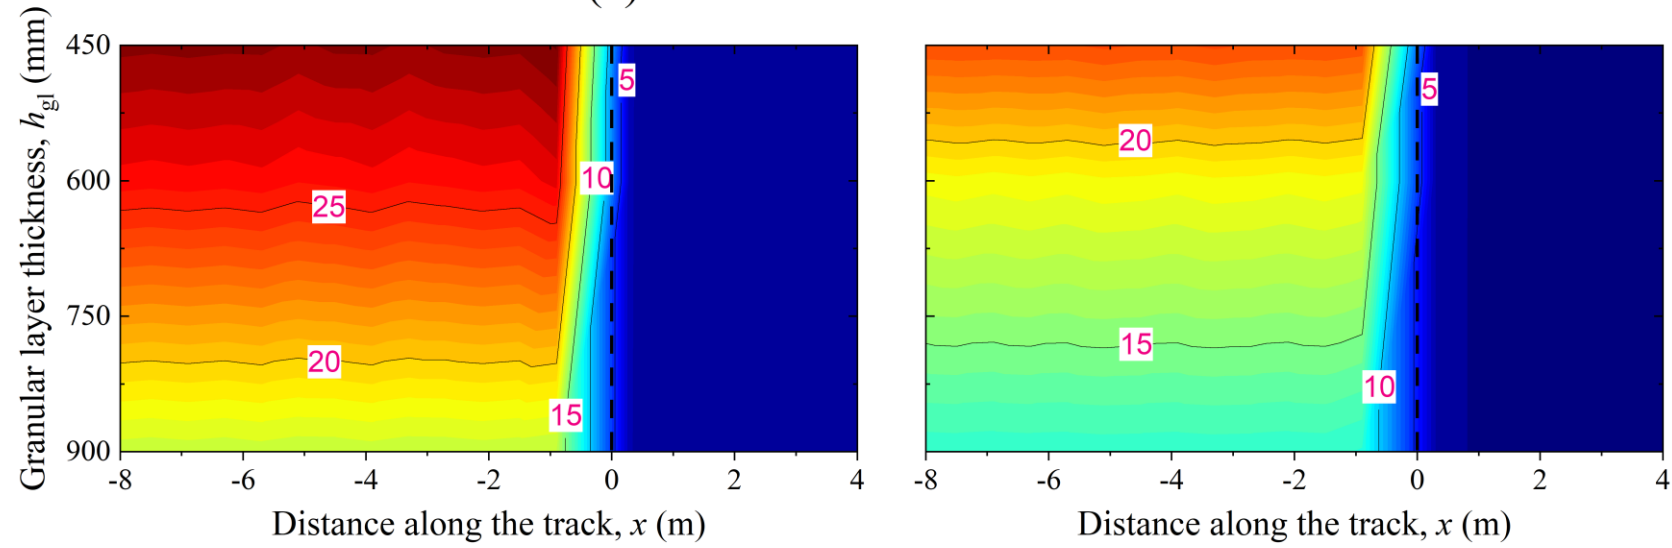 Granular layer thickness, hgl (mm)
450
600
750
900
5
10
25
20
15
-8 -6 -4 -2 0 2 4
Distance along the track, x (m)
5
20
15
10
-8 -6 -4 -2 0 2 4
Distance along the track, x (m)